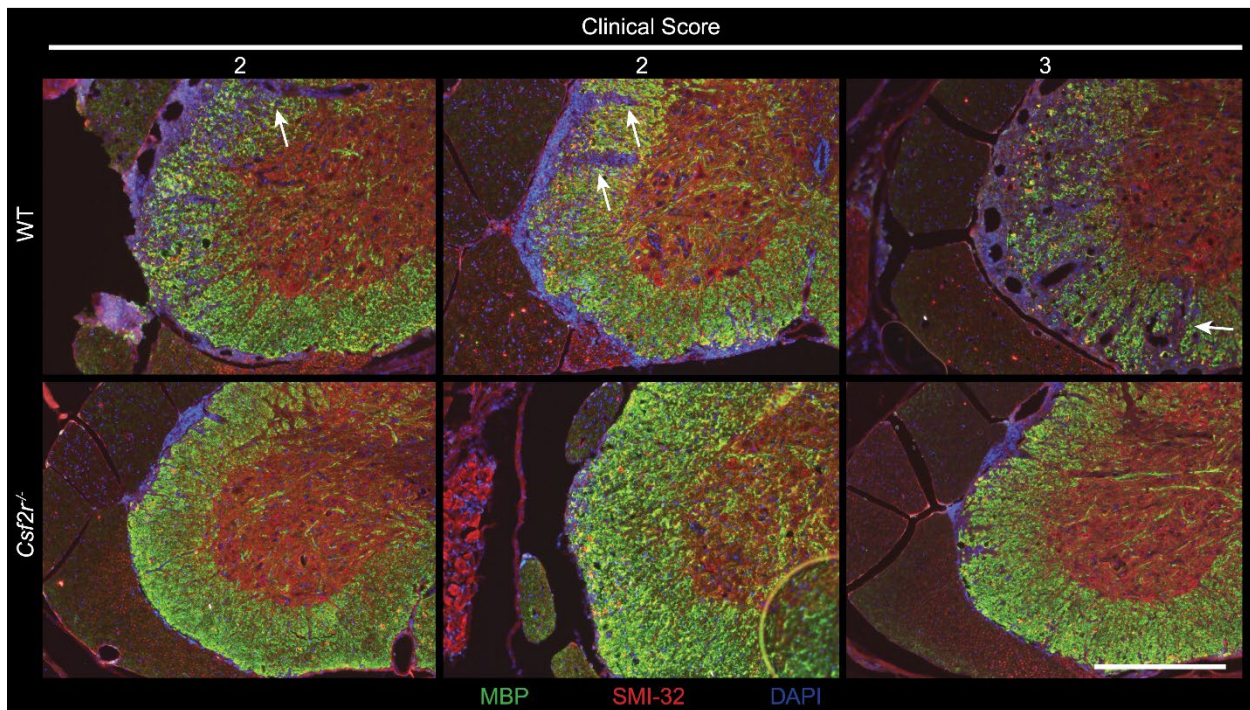 Clinical Score
2 2 3
WT
Csf2r-/-
MBP SMI-32 DAPI